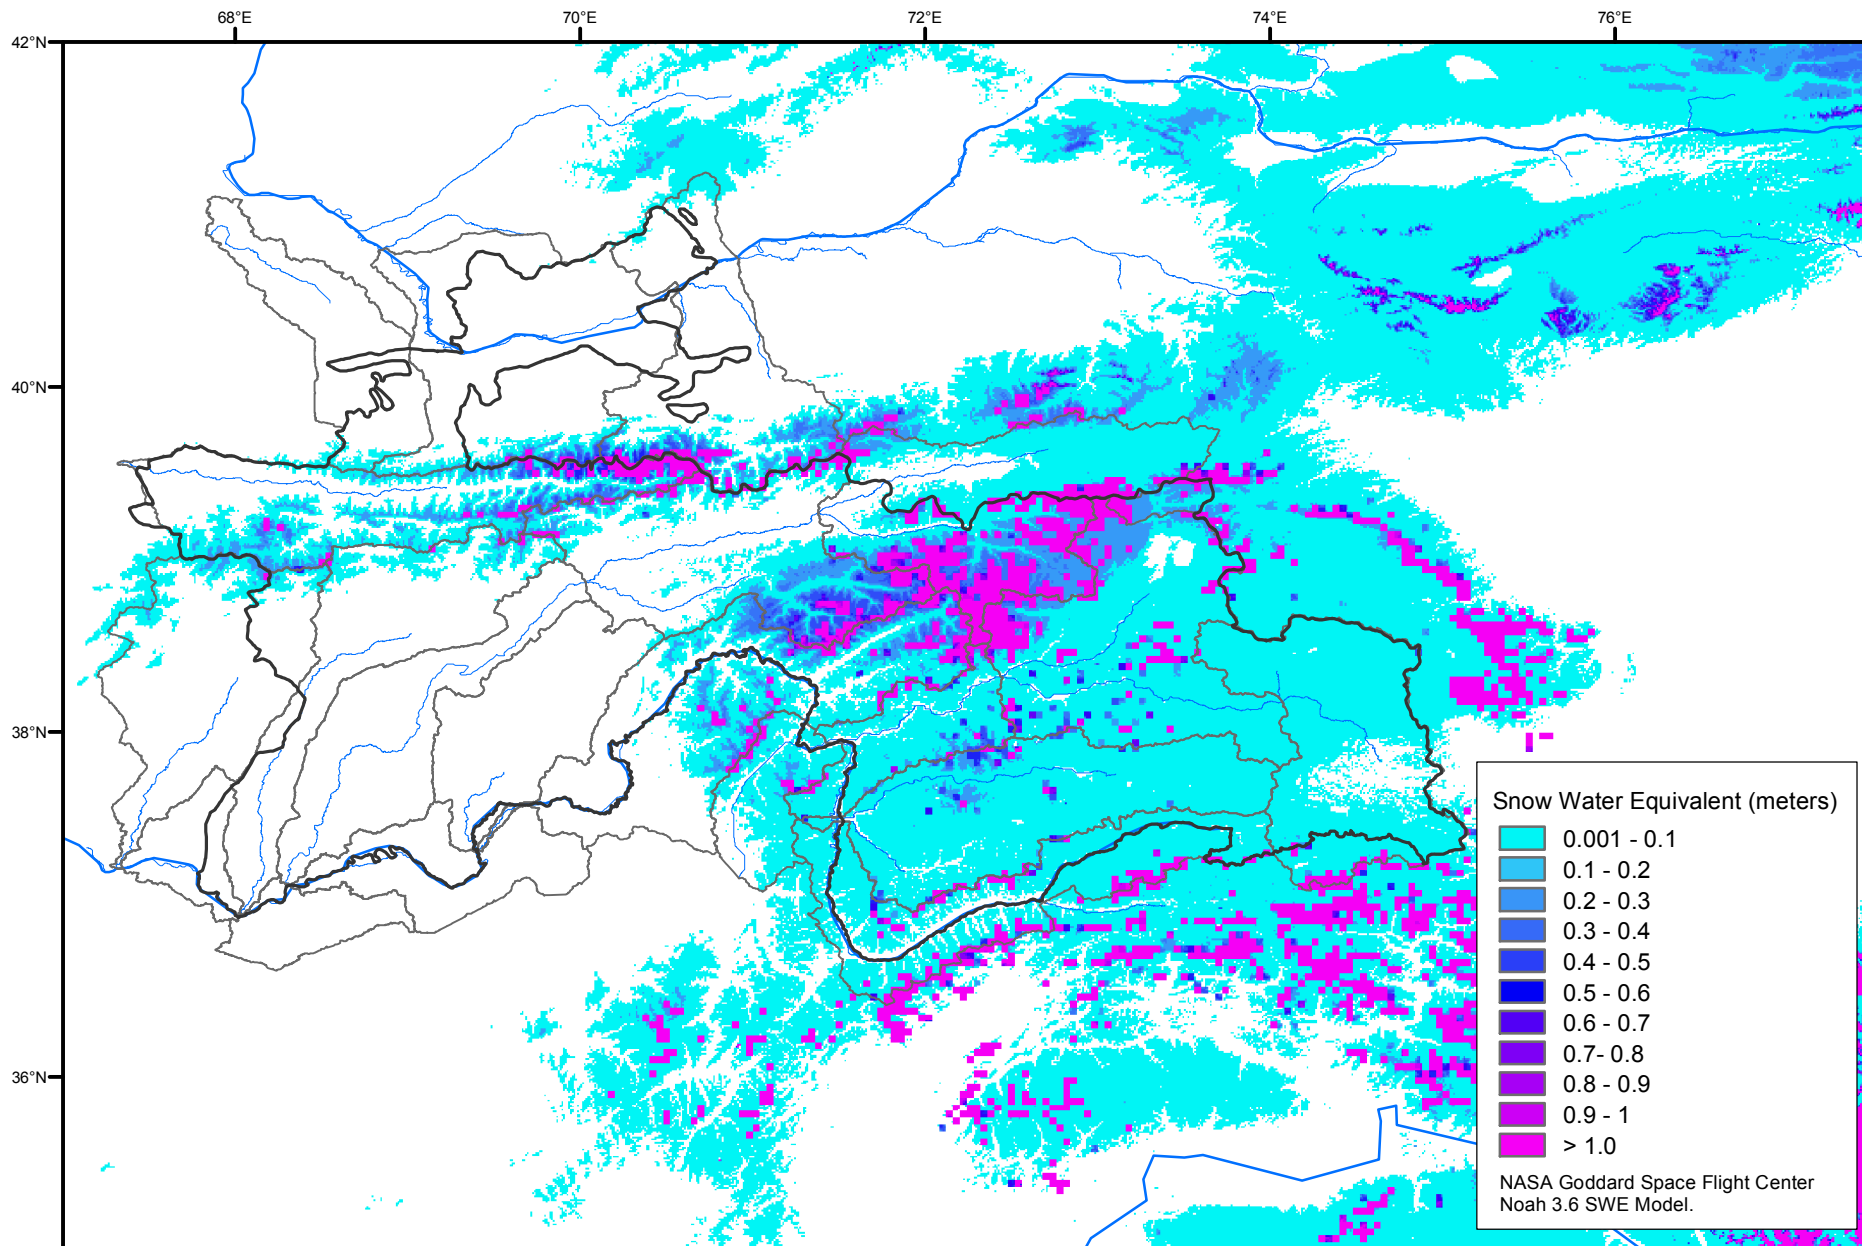 68°E 70°E 72°E 74°E 76°E
42°N
40°N
38°N
36°N
Snow Water Equivalent (meters)
0.001 - 0.1
0.1 - 0.2
0.2 - 0.3
0.3 - 0.4
0.4 - 0.5
0.5 - 0.6
0.6 - 0.7
0.7- 0.8
0.8 - 0.9
0.9 - 1
> 1.0
NASA Goddard Space Flight Center
Noah 3.6 SWE Model.